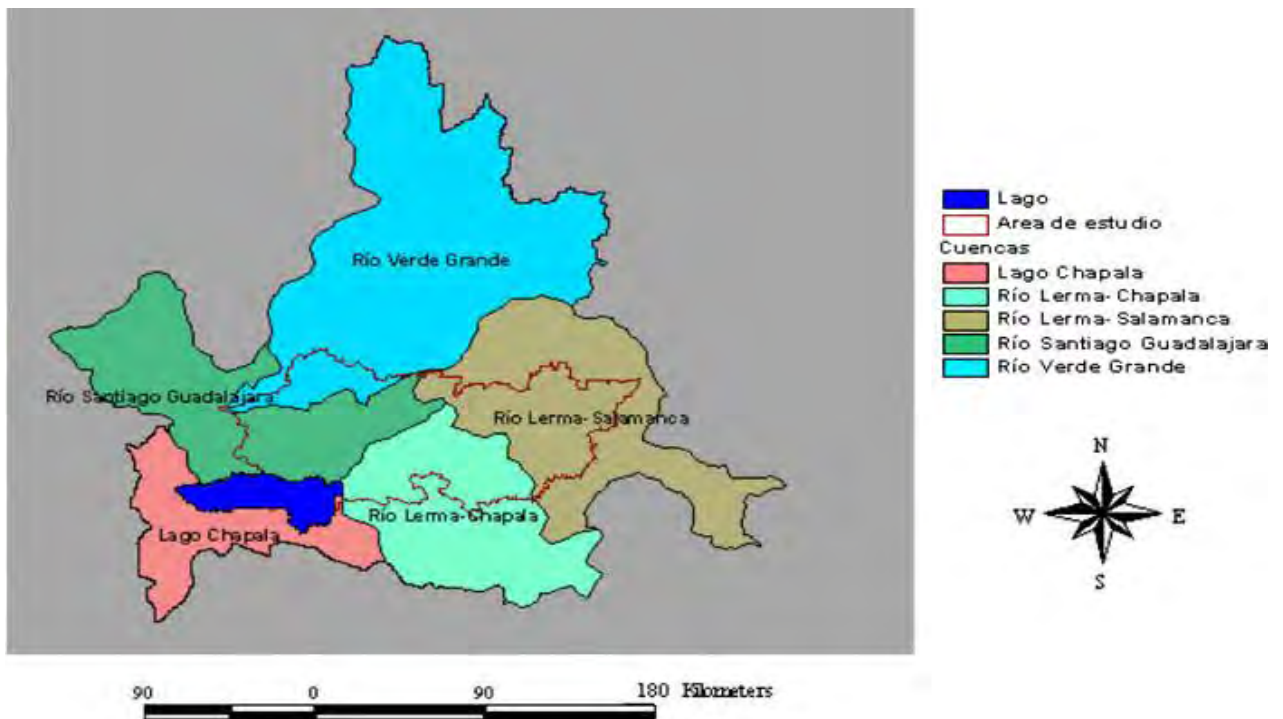 Río Verde Grande
Río Santiago Guadalajara
Río Lerma-Salamanca
Río Lerma-Chapala
Lago Chapala
Lago
Area de estudio
Cuencas
Lago Chapala
Río Lerma-Chapala
Río Lerma-Salamanca
Río Santiago Guadalajara
Río Verde Grande
N
W E
S
90 0 90 180 Kilometers